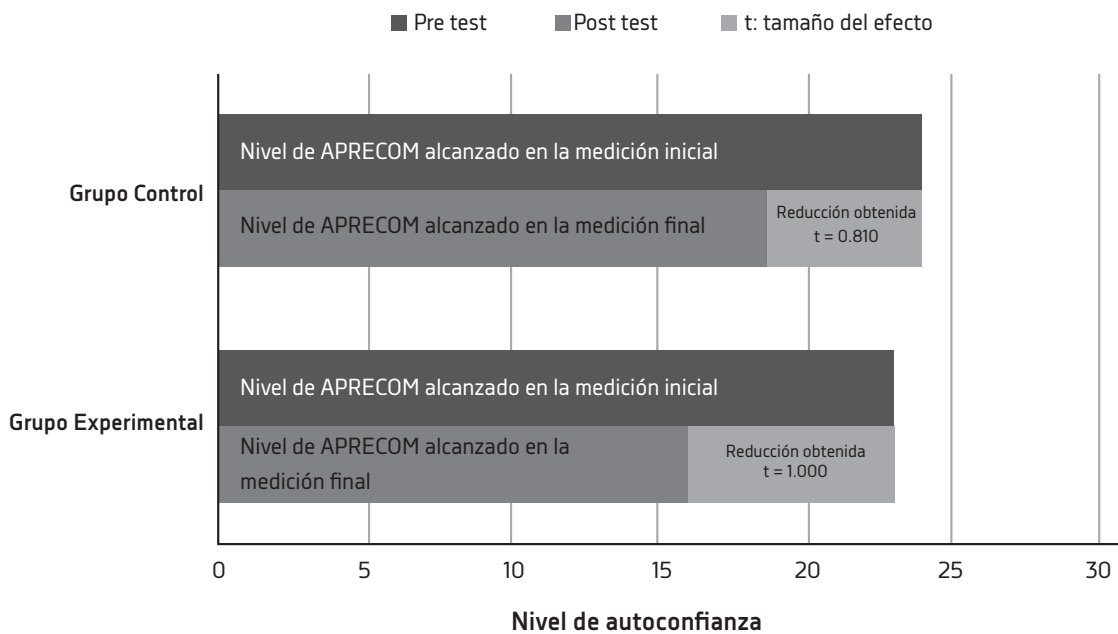 Pre test Post test t: tamaño del efecto
Grupo Control
Nivel de APRECOM alcanzado en la medición inicial
Nivel de APRECOM alcanzado en la medición final
Reducción obtenida
t = 0.810
Grupo Experimental
Nivel de APRECOM alcanzado en la medición inicial
Nivel de APRECOM alcanzado en la
medición final
Reducción obtenida
t = 1.000
0 5 10 15 20 25 30
Nivel de autoconfianza